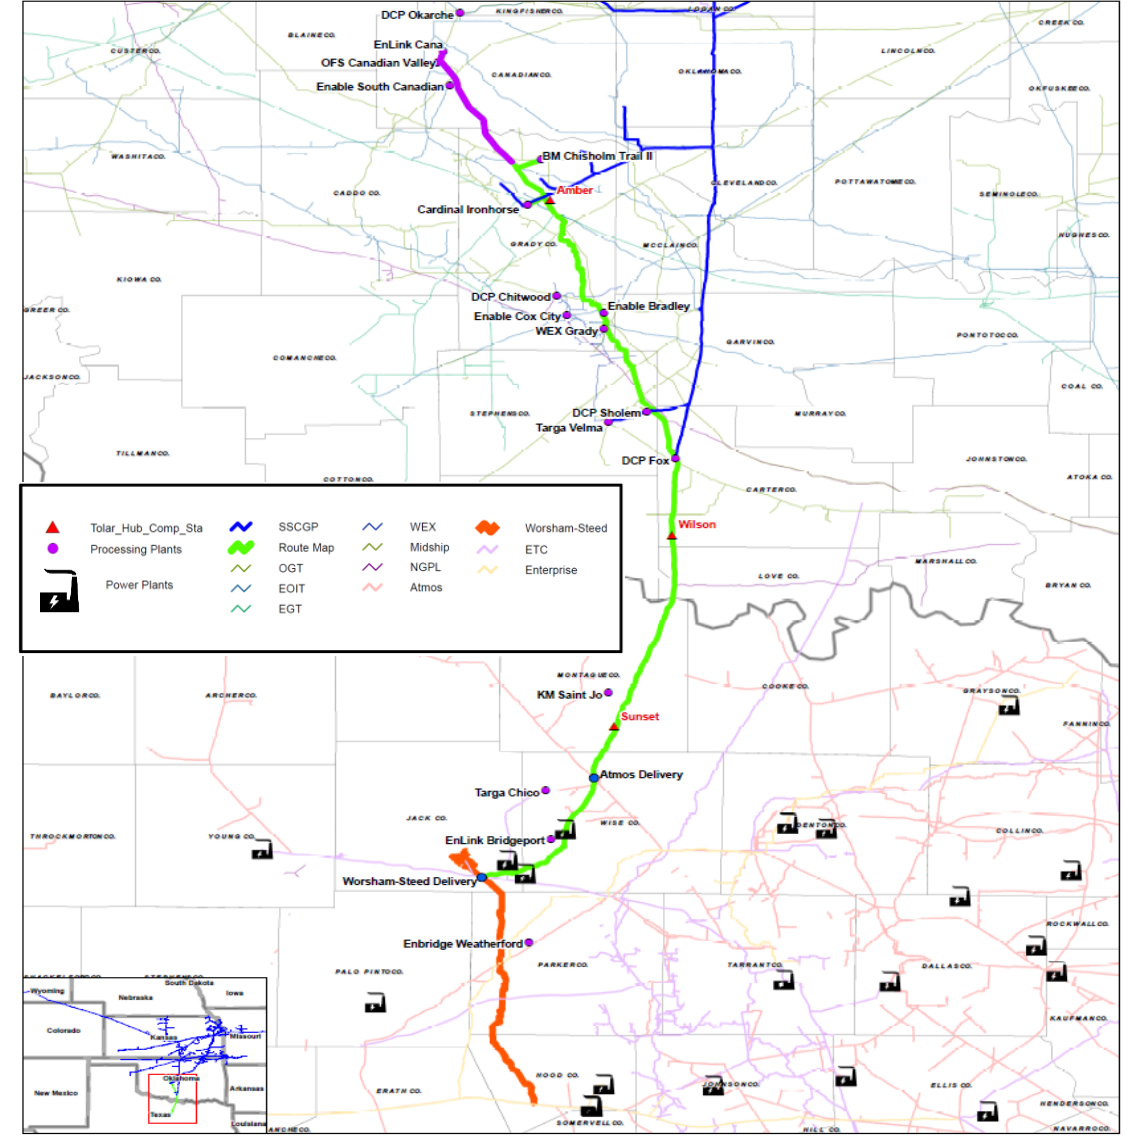 LOGAN CO.
KINGFISHER CO.
DCP Okarche
CREEK CO.
BLAINE CO.
EnLink Cana
CUSTER CO.
LINCOLN CO.
OFS Canadian Valley
CANADIAN CO.
OKLAHOMA CO.
Enable South Canadian
OKFUSKEE CO.
WASHITA CO.
BM Chisholm Trail II
CLEVELAND CO.
POTTAWATOMIE CO.
CADDO CO.
Amber
SEMINOLE CO.
Cardinal Ironhorse
HUGHES CO.
GRADY CO.
MCCLAIN CO.
KIOWA CO.
DCP Chitwood
Enable Bradley
GREER CO.
Enable Cox City
WEX Grady
PONTOTOC CO.
GARVIN CO.
COMANCHE CO.
JACKSON CO.
COAL CO.
STEPHENS CO.
DCP Sholem
MURRAY CO.
Targa Velma
TILLMAN CO.
DCP Fox
JOHNSTON CO.
COTTON CO.
ATOKA CO.
CARTER CO.
Wilson
MARSHALL CO.
LOVE CO.
BRYAN CO.
Tolar_Hub_Comp_Sta
Processing Plants
Power Plants
SSCGP
Route Map
OGT
EOIT
EGT
WEX
Midship
NGPL
Atmos
Worsham-Steed
ETC
Enterprise
MONTAGUE CO.
BAYLOR CO.
ARCHER CO.
KM Saint Jo
COOKE CO.
GRAYSON CO.
Sunset
FANNIN CO.
Atmos Delivery
Targa Chico
JACK CO.
WISE CO.
DENTON CO.
COLLIN CO.
THROCKMORTON CO.
YOUNG CO.
EnLink Bridgeport
Worsham-Steed Delivery
ROCKWALL CO.
Enbridge Weatherford
PALO PINTO CO.
PARKER CO.
TARRANT CO.
DALLAS CO.
SHACKELFORD CO.
STEPHENS CO.
KAUFMAN CO.
South Dakota
Wyoming
Nebraska
Iowa
Colorado
Kansas
Missouri
Oklahoma
New Mexico
Arkansas
Texas
Louisiana
HOOD CO.
JOHNSON CO.
ELLIS CO.
ERATH CO.
HENDERSON CO.
SOMERVELL CO.
ANCHE CO.
HILL CO.
NAVARRO CO.